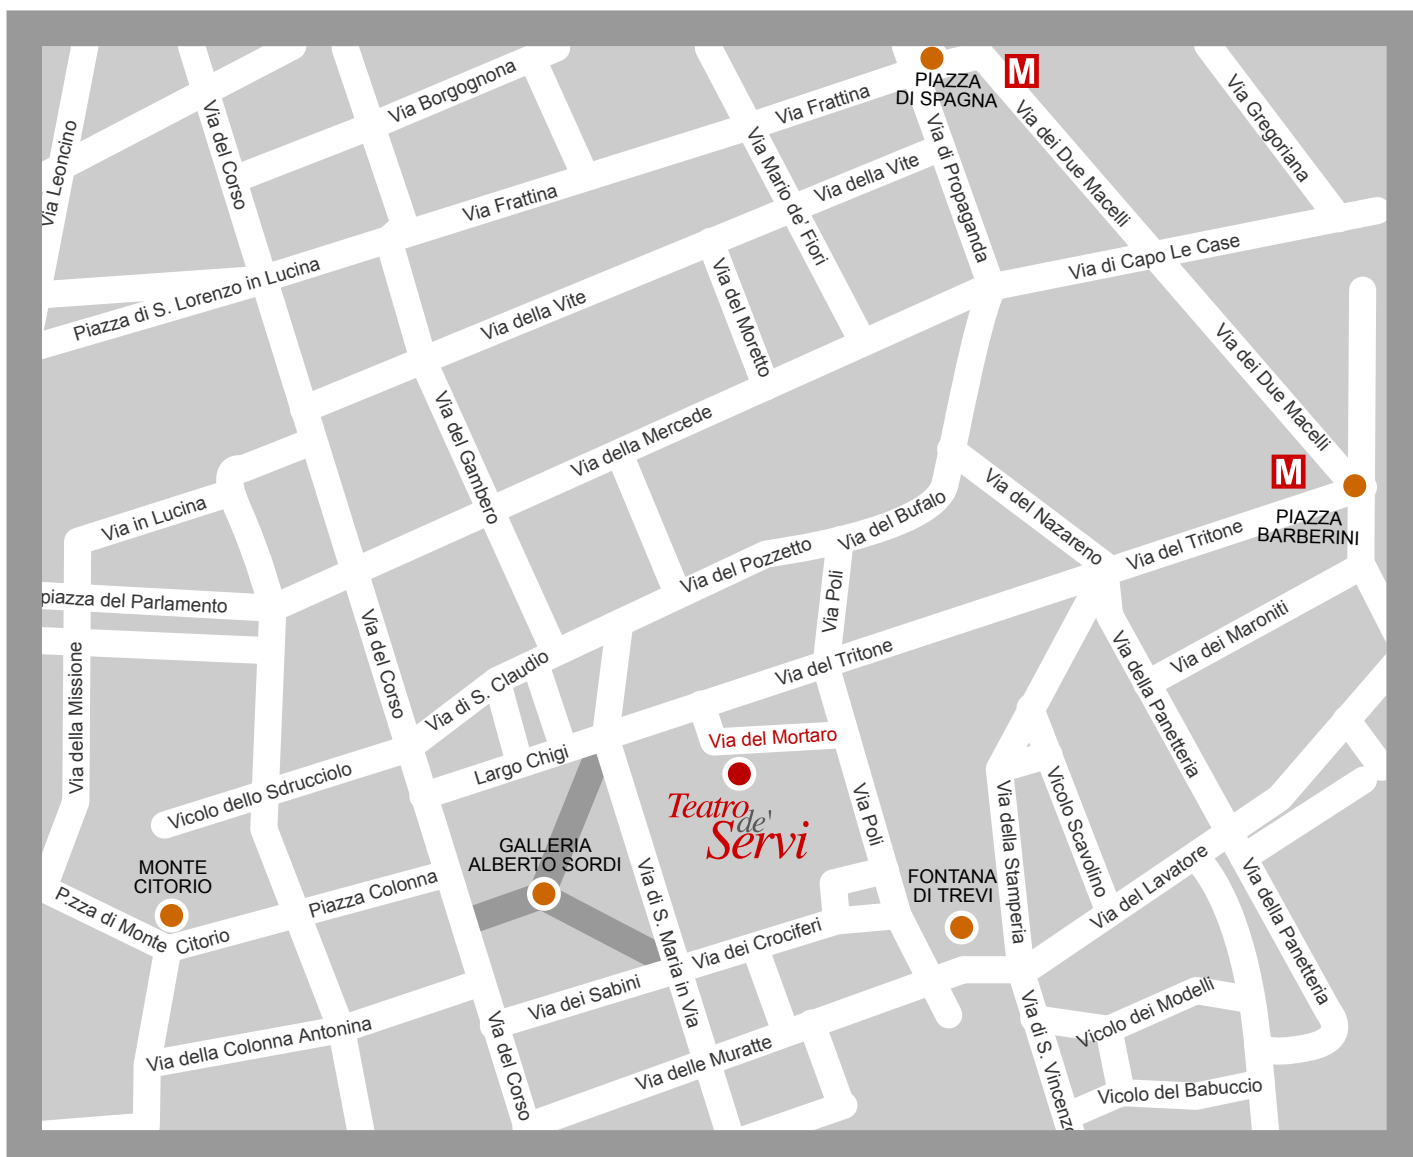 M
PIAZZA
DI SPAGNA
Via Borgognona
Via Frattina
Via Gregoriana
Via del Corso
Via Leoncino
Via dei Due Macelli
Via di Propaganda
Via Mario de' Fiori
Via della Vite
Via Frattina
Via di Capo Le Case
Piazza di S. Lorenzo in Lucina
Via della Vite
Via del Moretto
Via dei Due Macelli
Via del Gambero
Via della Mercede
M
PIAZZA
BARBERINI
Via in Lucina
Via del Nazareno
Via del Bufalo
Via del Tritone
Via del Pozzetto
piazza del Parlamento
Via Poli
Via dei Maroniti
Via del Corso
Via della Missione
Via di S. Claudio
Via del Tritone
Via della Panetteria
Via del Mortaro
Largo Chigi
Vicolo dello Sdrucciolo
Teatro
de'
Servi
Via Poli
Via della Stamperia
Vicolo Scavolino
GALLERIA
ALBERTO SORDI
MONTE
CITORIO
FONTANA
DI TREVI
Via del Lavatore
Via della Panetteria
Piazza Colonna
P.zza di Monte Citorio
Via di S. Maria in Via
Via dei Crociferi
Via dei Sabini
Via della Colonna Antonina
Via del Corso
Via delle Muratte
Via di S. Vincenzo
Vicolo dei Modelli
Vicolo del Babuccio